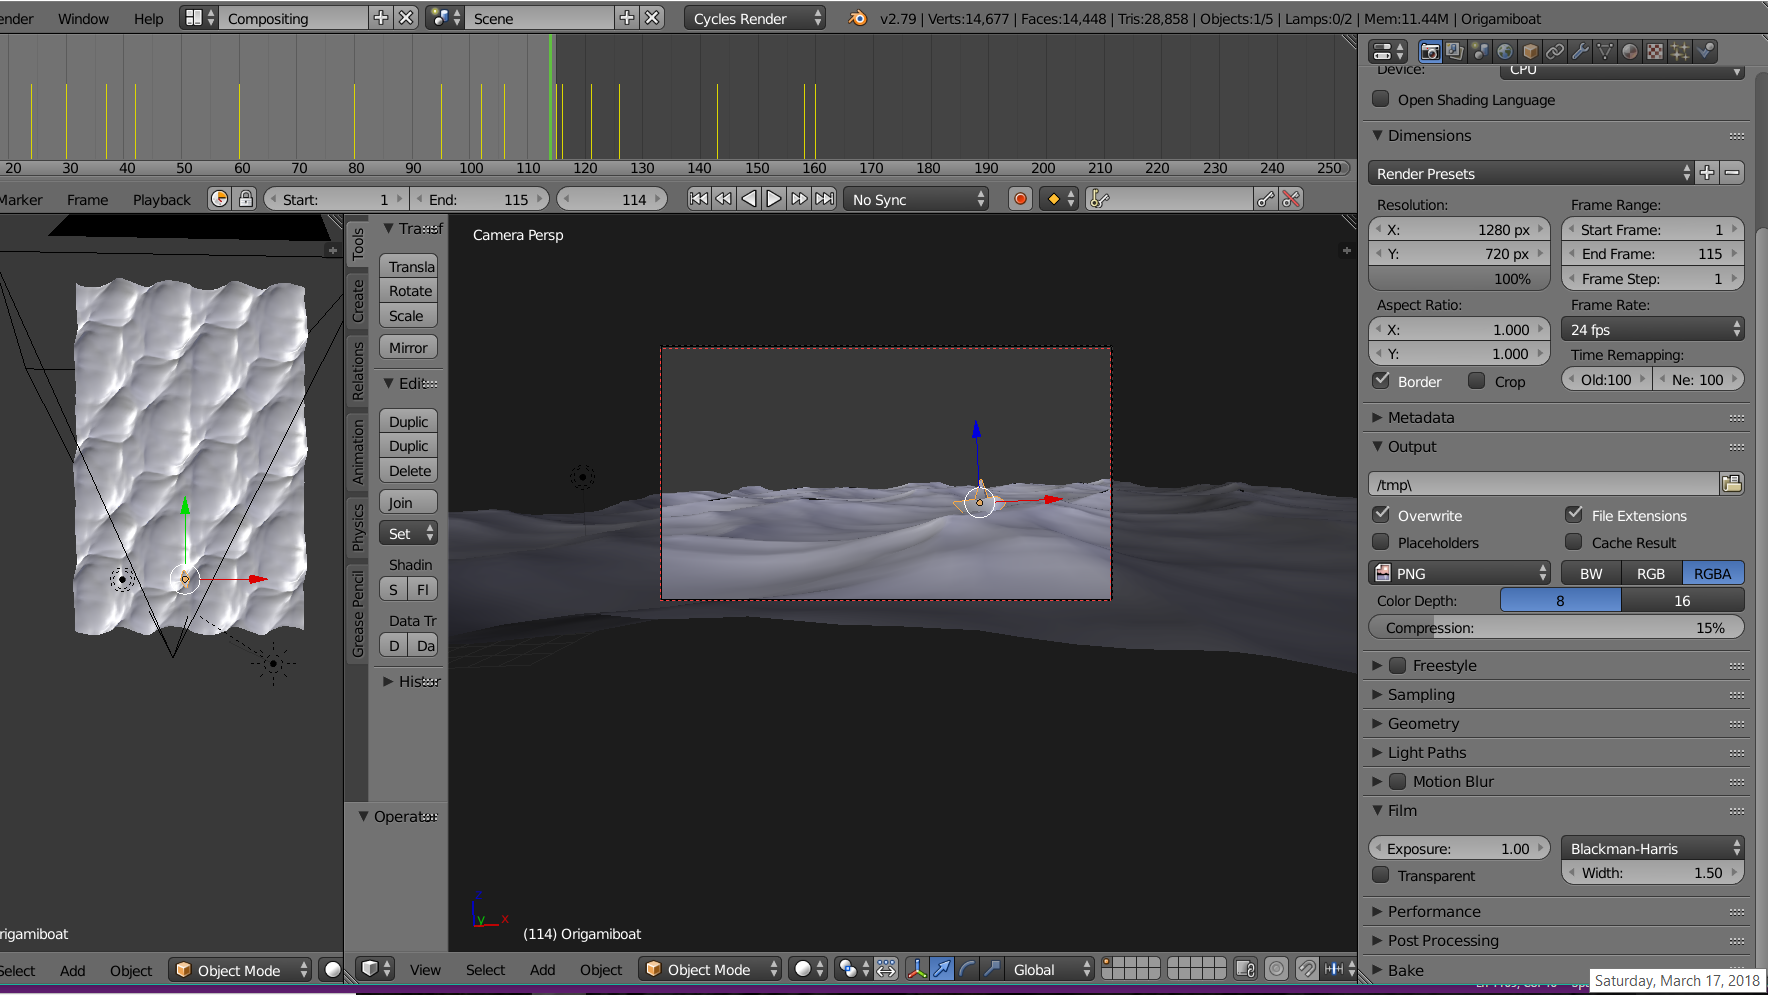 ender Window Help Compositing Scene Cycles Render v2.79 | Verts:14,677 | Faces:14,448 | Tris:28,858 | Objects:1/5 | Lamps:0/2 | Mem:11.44M | Origamiboat
20 30 40 50 60 70 80 90 100 110 120 130 140 150 160 170 180 190 200 210 220 230 240 250
Marker Frame Playback Start: 1 End: 115 114 No Sync
Camera Persp
Tools
Create
Relations
Animation
Physics
Grease Pencil
Transf
Transla
Rotate
Scale
Mirror
Edit
Duplic
Duplic
Delete
Join
Set
Shadin
S Fl
Data Tr
D Da
Histor
Operator
z
y x
(114) Origamiboat
rigamiboat
Select Add Object Object Mode
View Select Add Object Object Mode Global
Device: CPU
Open Shading Language
Dimensions
Render Presets
Resolution: Frame Range:
X: 1280 px Start Frame: 1
Y: 720 px End Frame: 115
100% Frame Step: 1
Aspect Ratio: Frame Rate:
X: 1.000 24 fps
Y: 1.000 Time Remapping:
Border Crop Old:100 Ne: 100
Metadata
Output
/tmp\
Overwrite File Extensions
Placeholders Cache Result
PNG BW RGB RGBA
Color Depth: 8 16
Compression: 15%
Freestyle
Sampling
Geometry
Light Paths
Motion Blur
Film
Exposure: 1.00 Blackman-Harris
Transparent Width: 1.50
Performance
Post Processing
Bake
Saturday, March 17, 2018